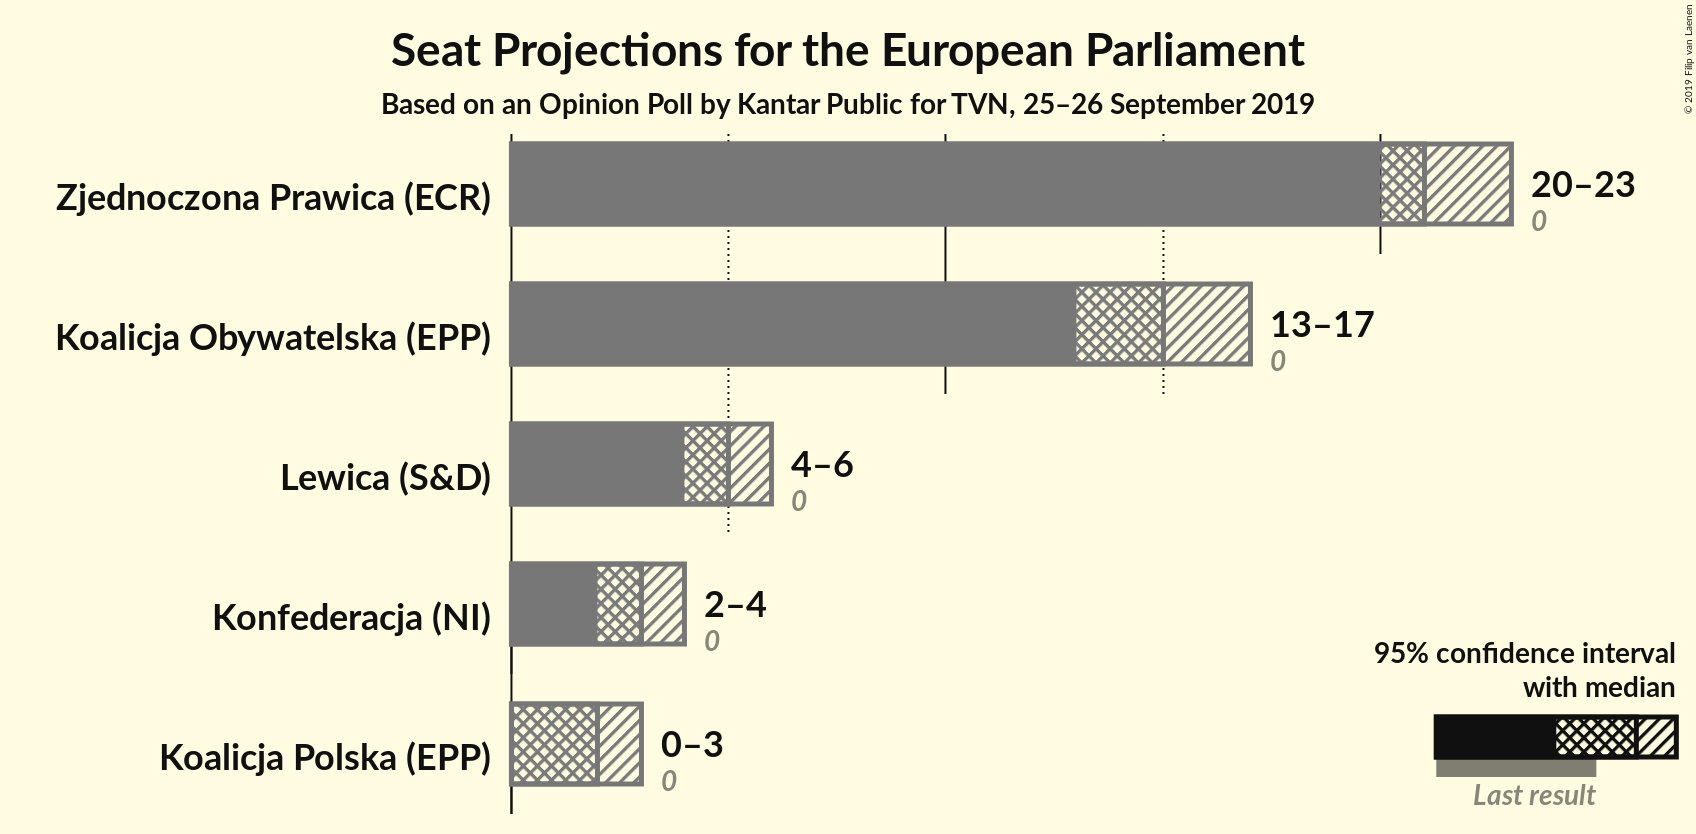 Seat Projections for the European Parliament
Based on an Opinion Poll by Kantar Public for TVN, 25–26 September 2019
© 2019 Filip van Laenen
Zjednoczona Prawica (ECR)
20–23
0
Koalicja Obywatelska (EPP)
13–17
0
Lewica (S&D)
4–6
0
Konfederacja (NI)
2–4
0
Koalicja Polska (EPP)
0–3
0
95% confidence interval
with median
Last result